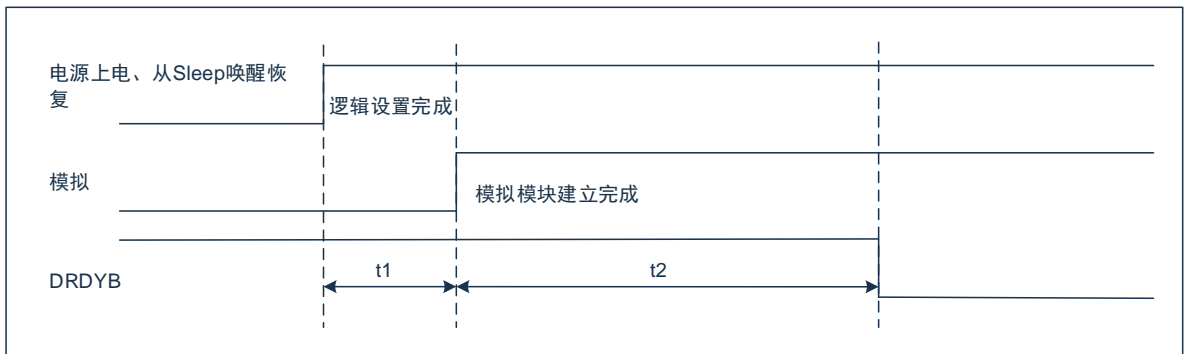 电源上电、从Sleep唤醒恢
复
逻辑设置完成
模拟
模拟模块建立完成
DRDYB
t1
t2